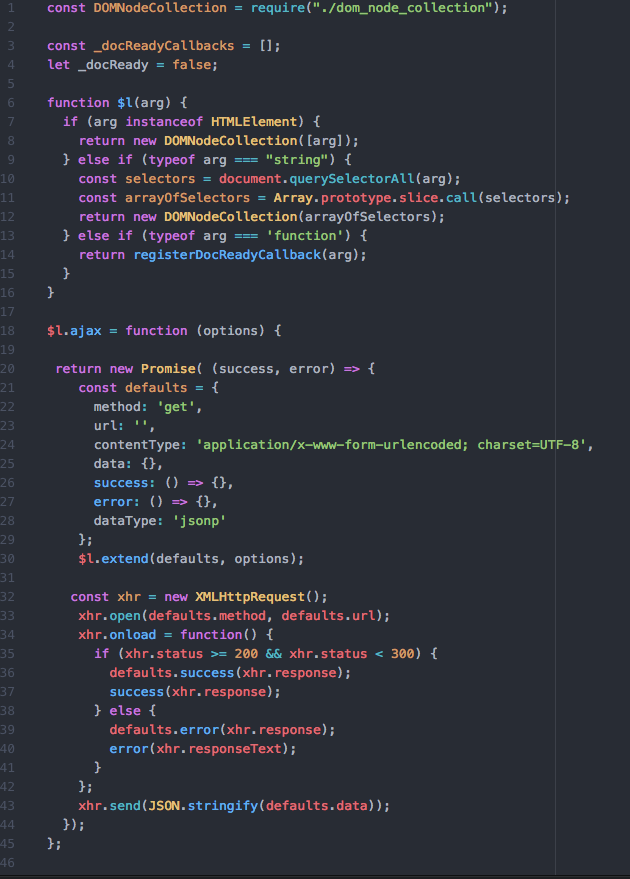 1 const DOMNodeCollection = require("./dom_node_collection");
2
3 const _docReadyCallbacks = [];
4 let _docReady = false;
5
6 function $l(arg) {
7   if (arg instanceof HTMLElement) {
8     return new DOMNodeCollection([arg]);
9   } else if (typeof arg === "string") {
10     const selectors = document.querySelectorAll(arg);
11     const arrayOfSelectors = Array.prototype.slice.call(selectors);
12     return new DOMNodeCollection(arrayOfSelectors);
13   } else if (typeof arg === 'function') {
14     return registerDocReadyCallback(arg);
15   }
16 }
17
18 $l.ajax = function (options) {
19
20  return new Promise( (success, error) => {
21     const defaults = {
22       method: 'get',
23       url: '',
24       contentType: 'application/x-www-form-urlencoded; charset=UTF-8',
25       data: {},
26       success: () => {},
27       error: () => {},
28       dataType: 'jsonp'
29     };
30     $l.extend(defaults, options);
31
32    const xhr = new XMLHttpRequest();
33     xhr.open(defaults.method, defaults.url);
34     xhr.onload = function() {
35       if (xhr.status >= 200 && xhr.status < 300) {
36         defaults.success(xhr.response);
37         success(xhr.response);
38       } else {
39         defaults.error(xhr.response);
40         error(xhr.responseText);
41       }
42     };
43     xhr.send(JSON.stringify(defaults.data));
44   });
45 };
46